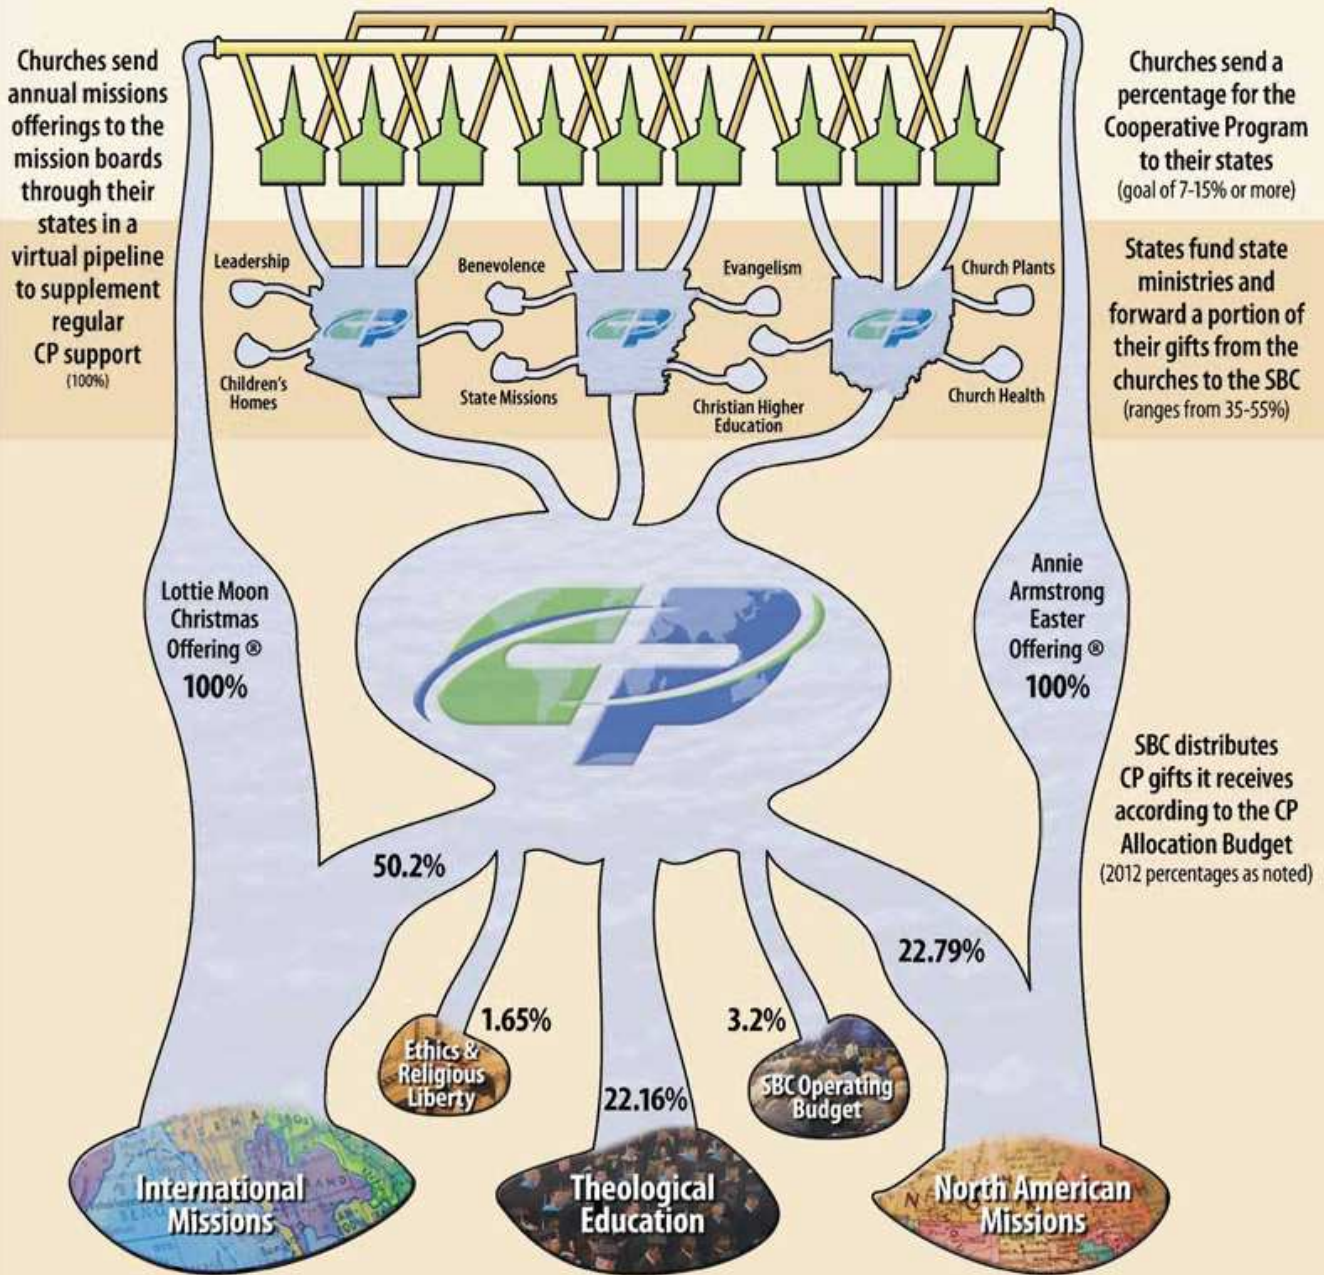 Churches send
annual missions
offerings to the
mission boards
through their
states in a
virtual pipeline
to supplement
regular
CP support
(100%)
Churches send a
percentage for the
Cooperative Program
to their states
(goal of 7-15% or more)
States fund state
ministries and
forward a portion of
their gifts from the
churches to the SBC
(ranges from 35-55%)
Leadership
Children's
Homes
Benevolence
State Missions
Evangelism
Christian Higher
Education
Church Plants
Church Health
CP
CP
CP
Lottie Moon
Christmas
Offering ®
100%
CP
Annie
Armstrong
Easter
Offering ®
100%
SBC distributes
CP gifts it receives
according to the CP
Allocation Budget
(2012 percentages as noted)
50.2%
1.65%
22.16%
3.2%
22.79%
Ethics &
Religious
Liberty
SBC Operating
Budget
International
Missions
Theological
Education
North American
Missions